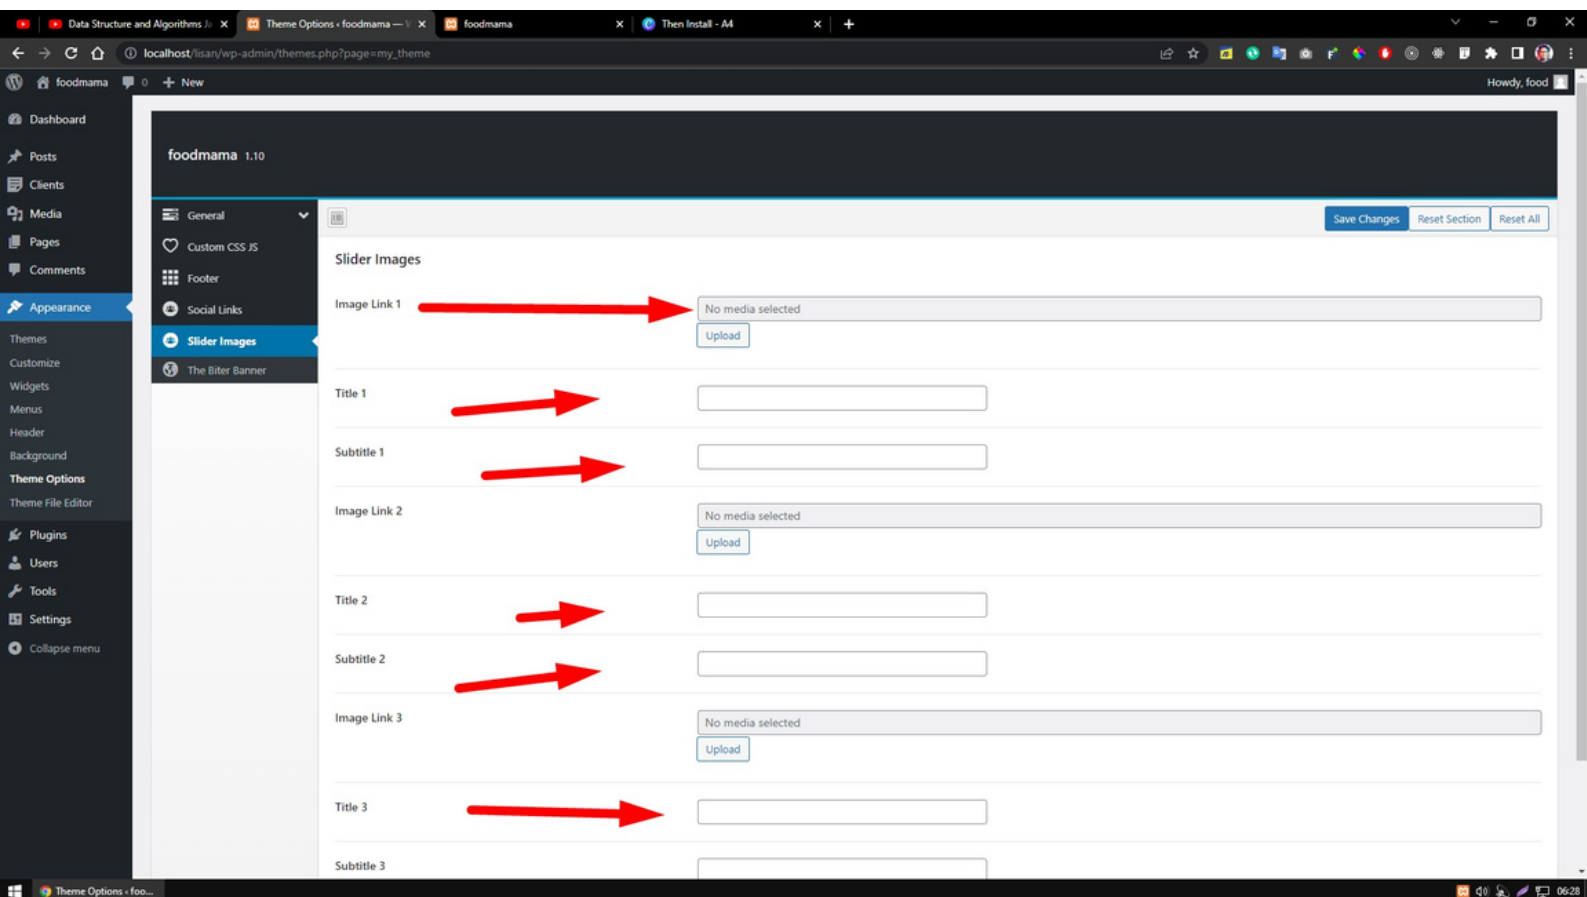 Data Structure and Algorithms Ja
Theme Options ‹ foodmama — W
foodmama
Then Install - A4
localhost/lisan/wp-admin/themes.php?page=my_theme
foodmama
0
New
Howdy, food
Dashboard
Posts
Clients
Media
Pages
Comments
Appearance
Themes
Customize
Widgets
Menus
Header
Background
Theme Options
Theme File Editor
Plugins
Users
Tools
Settings
Collapse menu
foodmama 1.10
General
Custom CSS JS
Footer
Social Links
Slider Images
The Biter Banner
Save Changes
Reset Section
Reset All
Slider Images
Image Link 1
No media selected
Upload
Title 1
Subtitle 1
Image Link 2
No media selected
Upload
Title 2
Subtitle 2
Image Link 3
No media selected
Upload
Title 3
Subtitle 3
Theme Options ‹ foo...
06:28